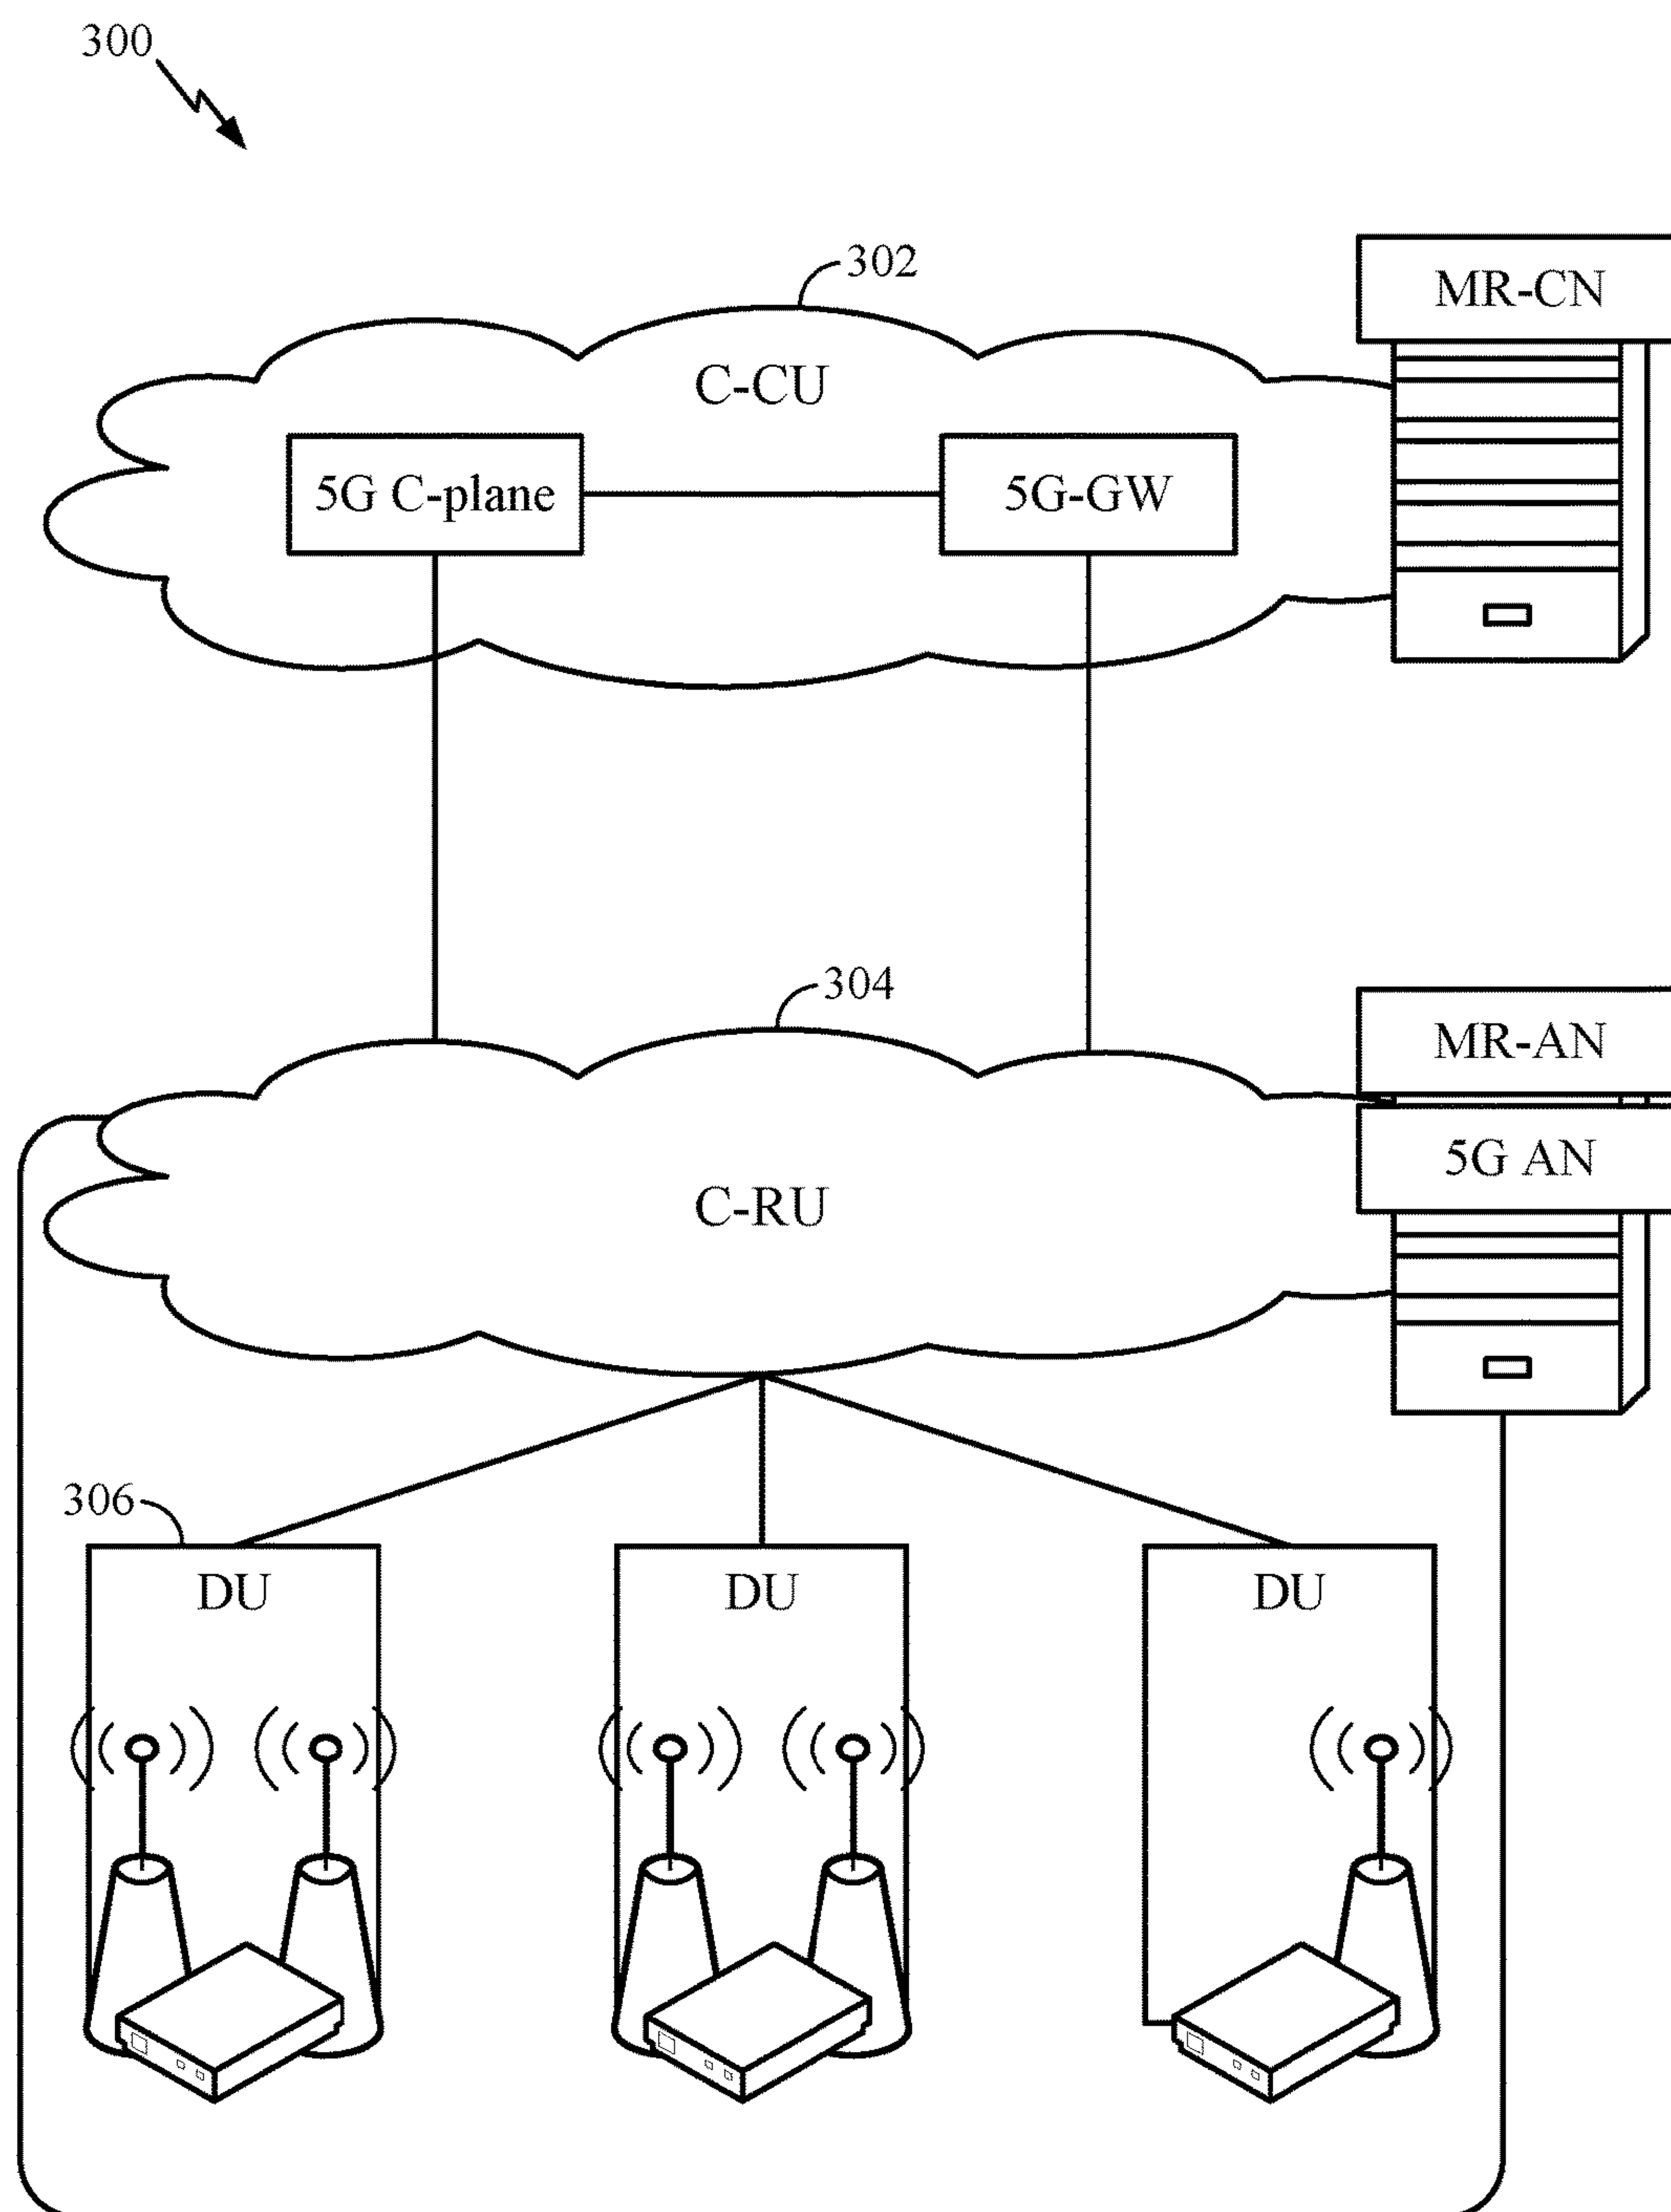 300
302
MR-CN
C-CU
5G C-plane
5G-GW
304
MR-AN
5G AN
C-RU
306
DU
DU
DU